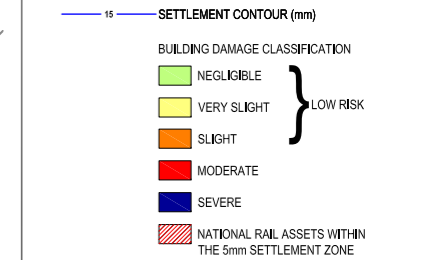 15 SETTLEMENT CONTOUR (mm)
BUILDING DAMAGE CLASSIFICATION
NEGLIGIBLE
VERY SLIGHT
LOW RISK
SLIGHT
MODERATE
SEVERE
NATIONAL RAIL ASSETS WITHIN
THE 5mm SETTLEMENT ZONE